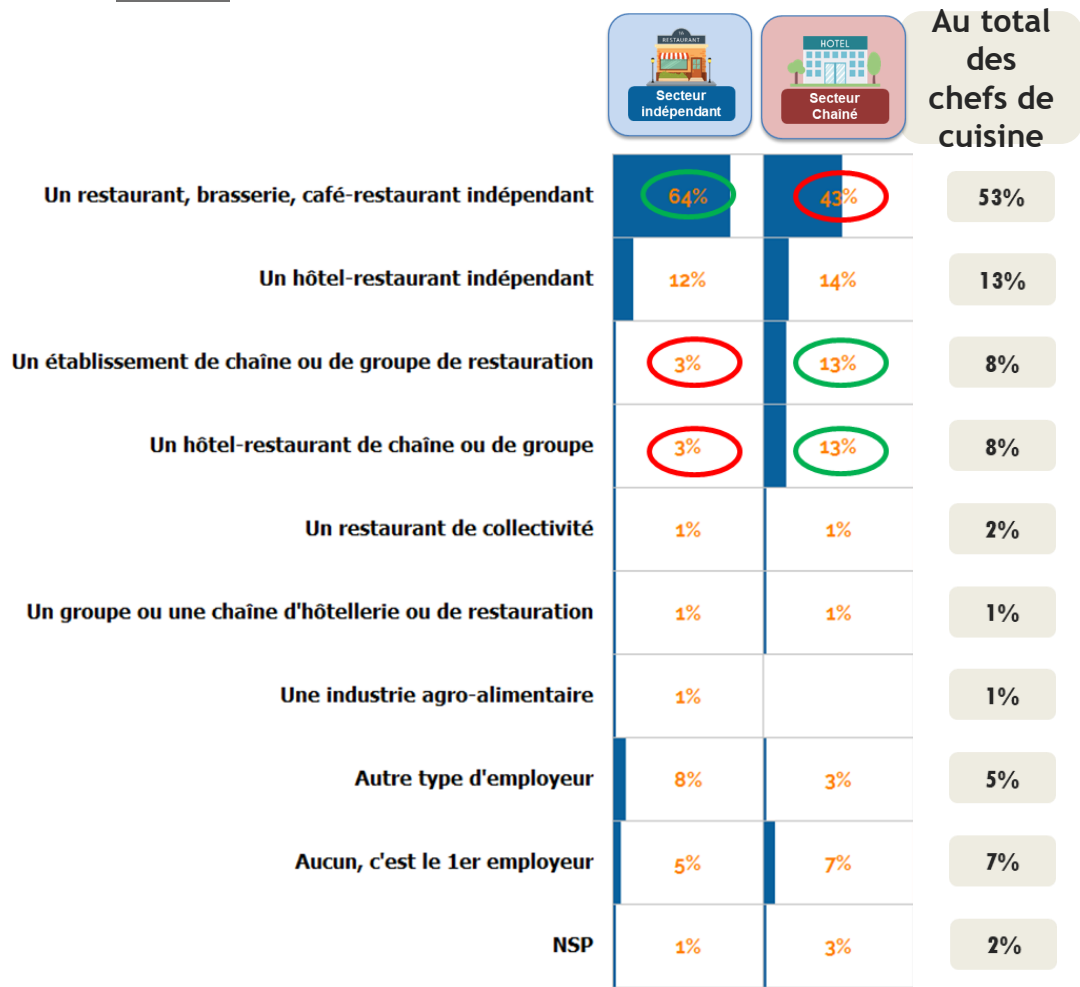 RESTAURANT
Secteur
indépendant
HOTEL
Secteur
Chaîné
Au total
des
chefs de
cuisine
Un restaurant, brasserie, café-restaurant indépendant 64% 43% 53%
Un hôtel-restaurant indépendant 12% 14% 13%
Un établissement de chaîne ou de groupe de restauration 3% 13% 8%
Un hôtel-restaurant de chaîne ou de groupe 3% 13% 8%
Un restaurant de collectivité 1% 1% 2%
Un groupe ou une chaîne d'hôtellerie ou de restauration 1% 1% 1%
Une industrie agro-alimentaire 1% 1%
Autre type d'employeur 8% 3% 5%
Aucun, c'est le 1er employeur 5% 7% 7%
NSP 1% 3% 2%